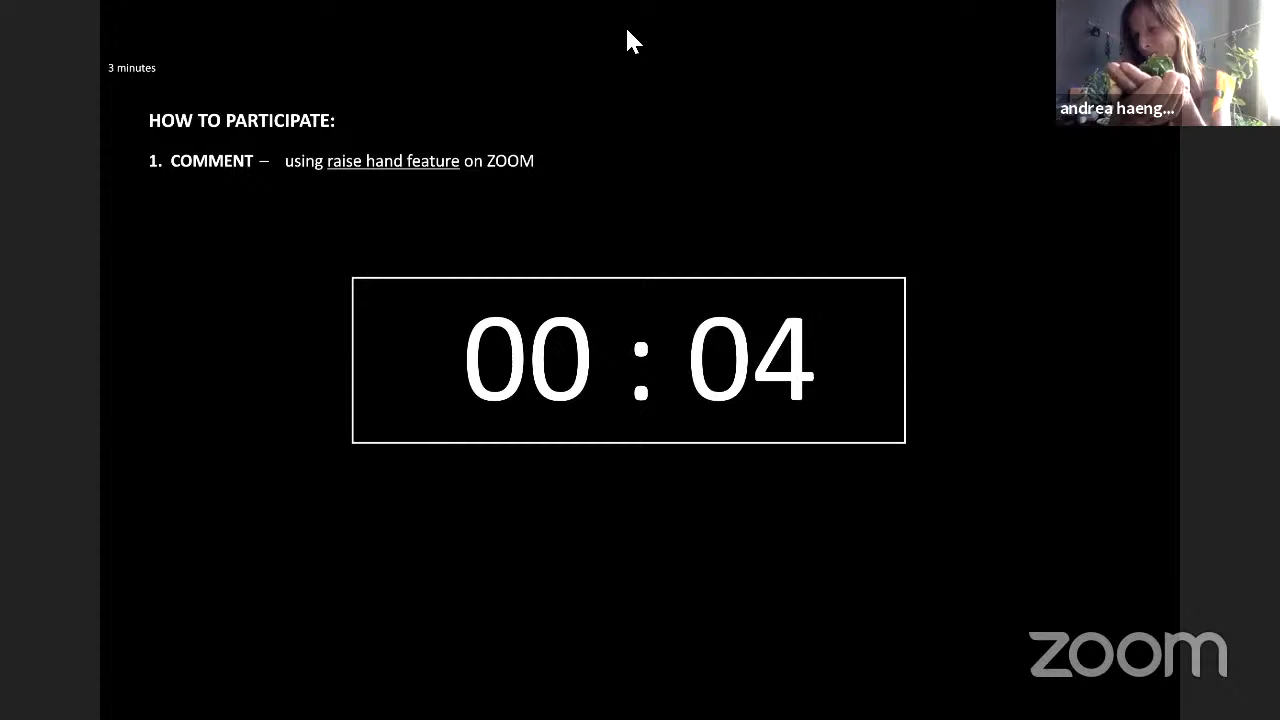 3 minutes
andrea haeng...
HOW TO PARTICIPATE:
1. COMMENT – using raise hand feature on ZOOM
00 : 04
zoom